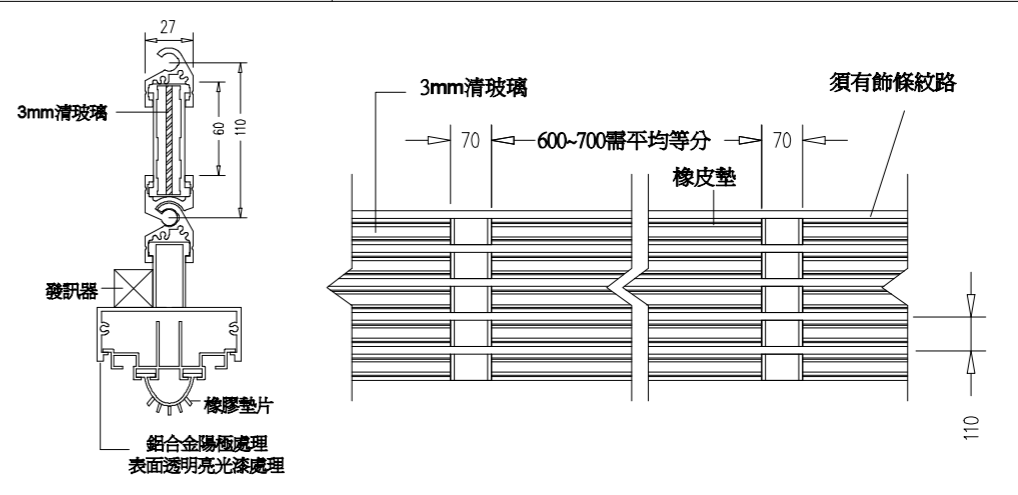 27
3mm清玻璃
60
110
發訊器
橡膠墊片
鋁合金陽極處理
表面透明亮光漆處理
3mm清玻璃
須有飾條紋路
70
600~700需平均等分
70
橡皮墊
110